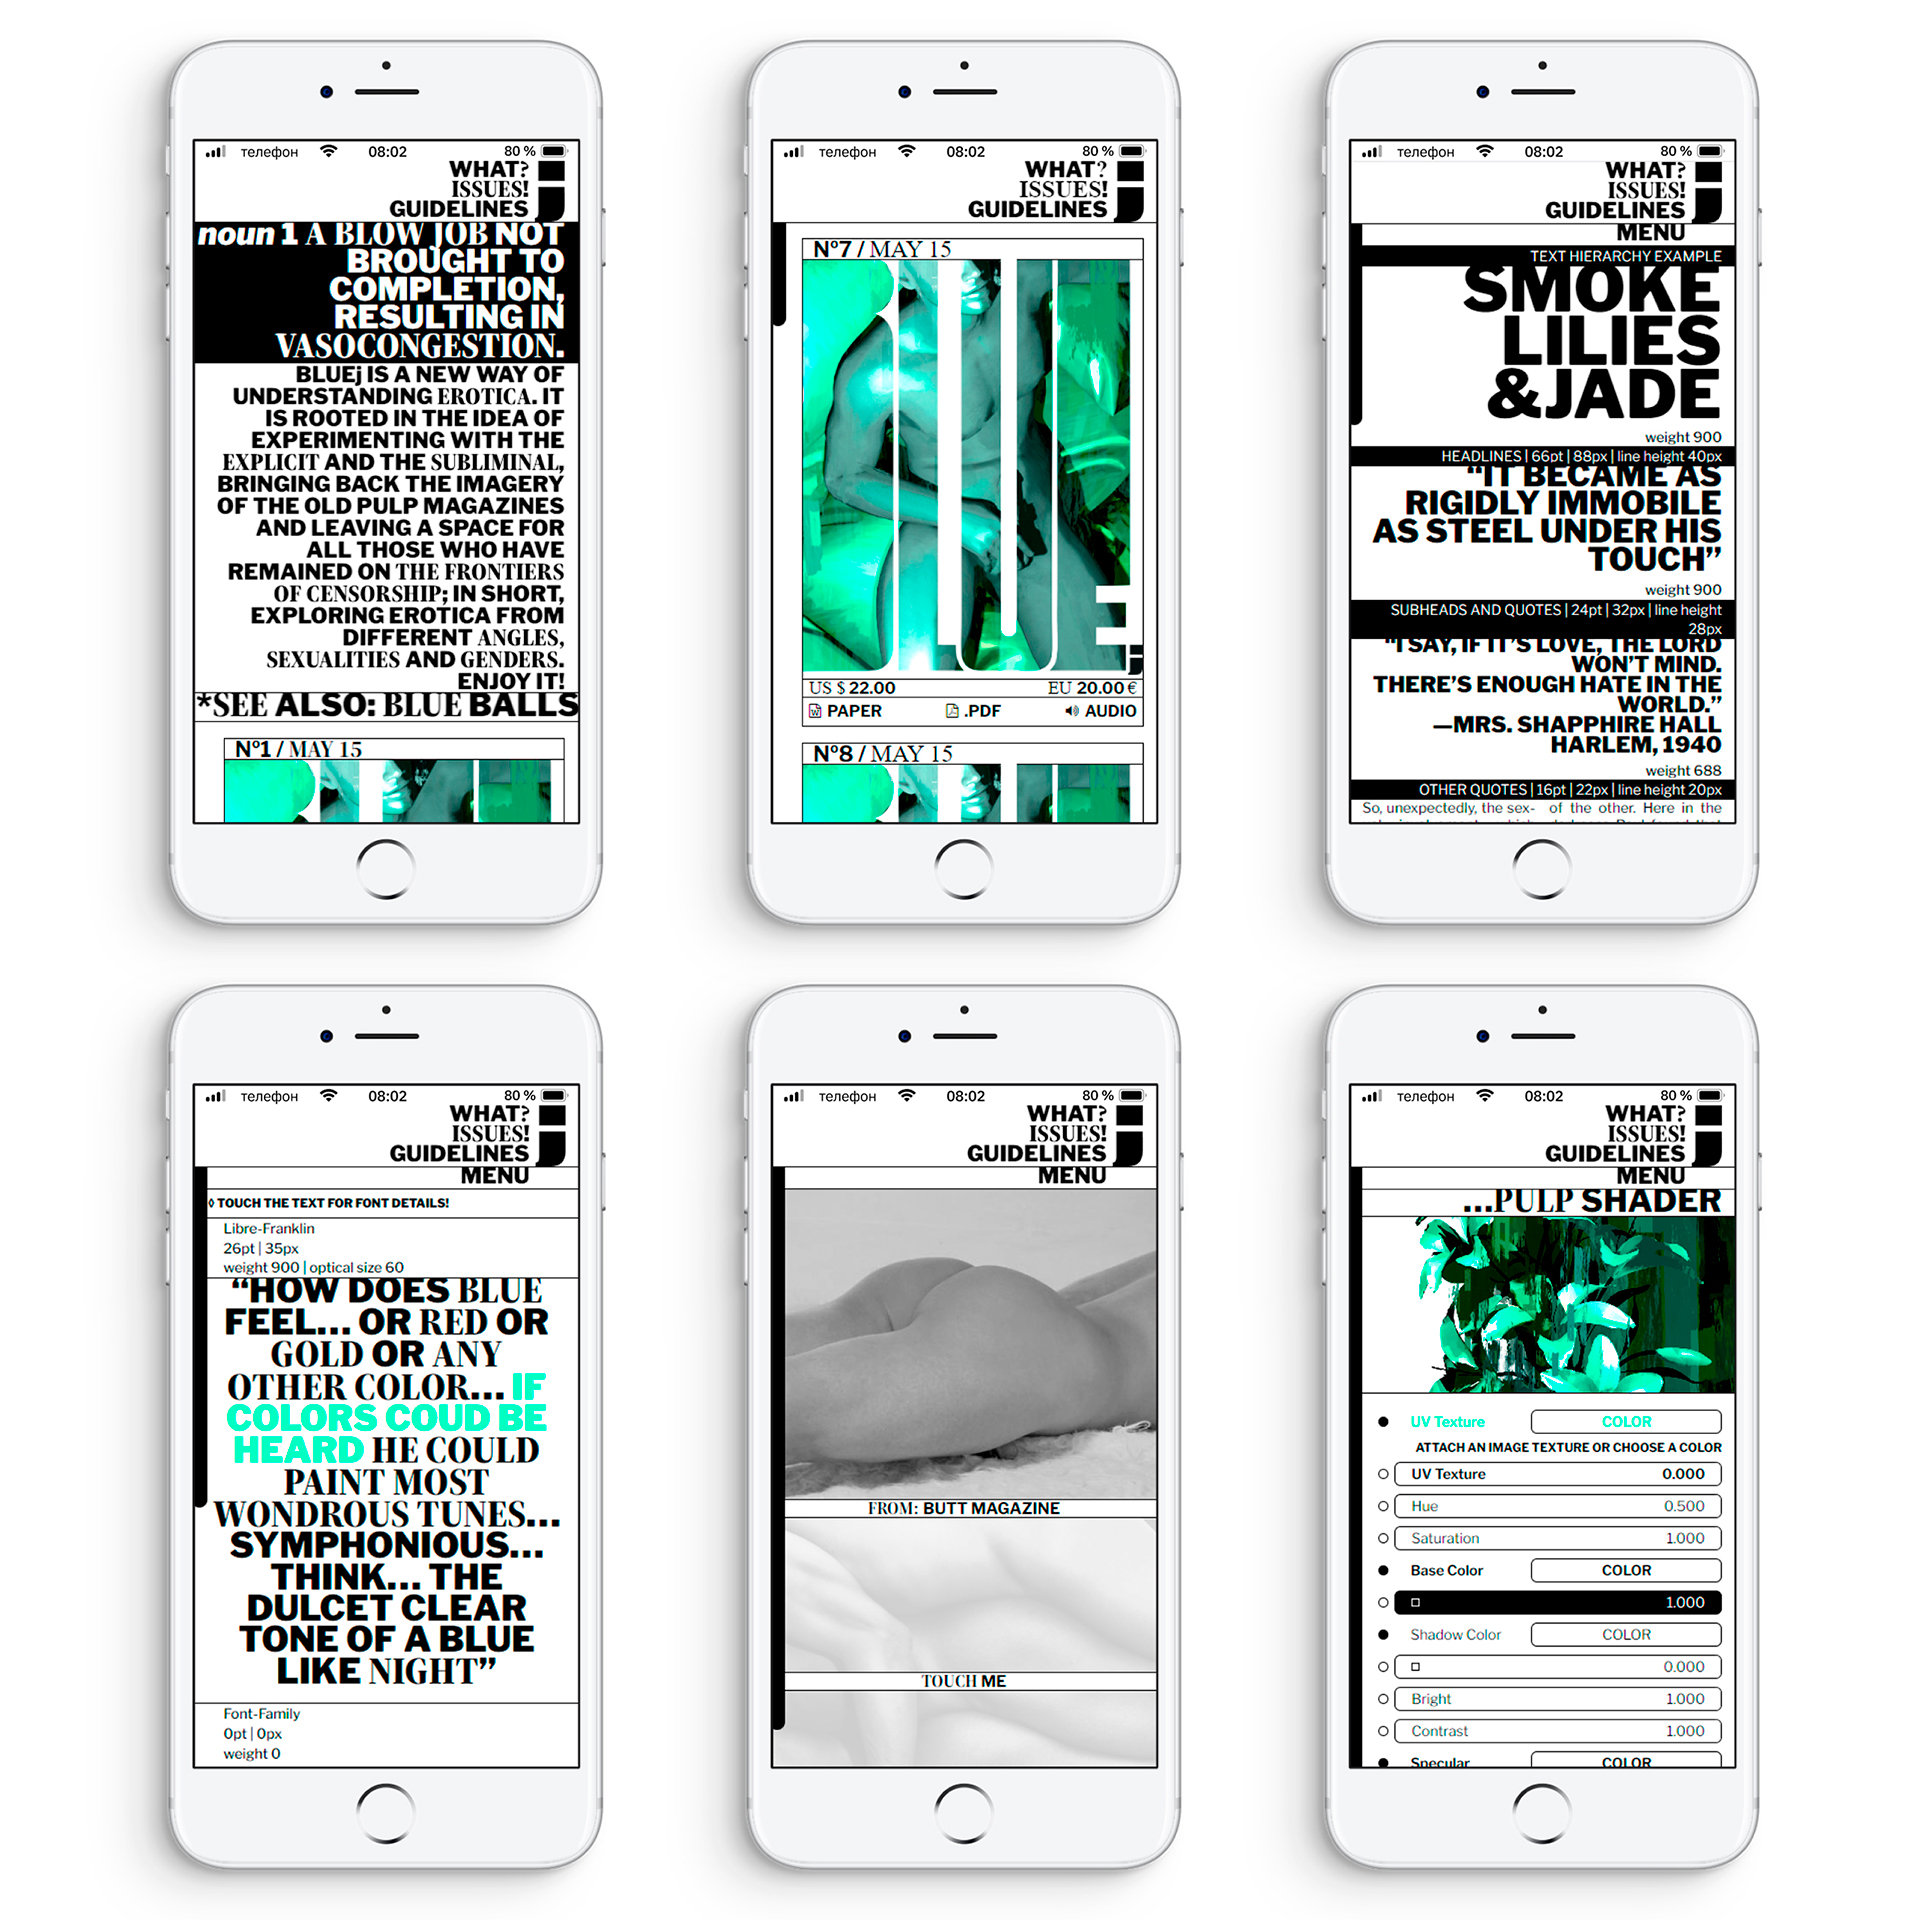 телефон 08:02 80 %
WHAT?
ISSUES!
GUIDELINES
noun 1 A BLOW JOB NOT
BROUGHT TO
COMPLETION,
RESULTING IN
VASOCONGESTION.
BLUEj IS A NEW WAY OF
UNDERSTANDING EROTICA. IT
IS ROOTED IN THE IDEA OF
EXPERIMENTING WITH THE
EXPLICIT AND THE SUBLIMINAL,
BRINGING BACK THE IMAGERY
OF THE OLD PULP MAGAZINES
AND LEAVING A SPACE FOR
ALL THOSE WHO HAVE
REMAINED ON THE FRONTIERS
OF CENSORSHIP; IN SHORT,
EXPLORING EROTICA FROM
DIFFERENT ANGLES,
SEXUALITIES AND GENDERS.
ENJOY IT!
*SEE ALSO: BLUE BALLS
Nº1 / MAY 15
телефон 08:02 80 %
WHAT?
ISSUES!
GUIDELINES
Nº7 / MAY 15
US $ 22.00 EU 20.00 €
PAPER .PDF AUDIO
Nº8 / MAY 15
телефон 08:02 80 %
WHAT?
ISSUES!
GUIDELINES
MENU
TEXT HIERARCHY EXAMPLE
SMOKE
LILIES
&JADE
weight 900
HEADLINES | 66pt | 88px | line height 40px
“IT BECAME AS
RIGIDLY IMMOBILE
AS STEEL UNDER HIS
TOUCH”
weight 900
SUBHEADS AND QUOTES | 24pt | 32px | line height
28px
“I SAY, IF IT’S LOVE, THE LORD
WON’T MIND.
THERE’S ENOUGH HATE IN THE
WORLD.”
—MRS. SHAPPHIRE HALL
HARLEM, 1940
weight 688
OTHER QUOTES | 16pt | 22px | line height 20px
So, unexpectedly, the sex- of the other. Here in the
телефон 08:02 80 %
WHAT?
ISSUES!
GUIDELINES
MENU
◊ TOUCH THE TEXT FOR FONT DETAILS!
Libre-Franklin
26pt | 35px
weight 900 | optical size 60
“HOW DOES BLUE
FEEL... OR RED OR
GOLD OR ANY
OTHER COLOR... IF
COLORS COUD BE
HEARD HE COULD
PAINT MOST
WONDROUS TUNES...
SYMPHONIOUS...
THINK... THE
DULCET CLEAR
TONE OF A BLUE
LIKE NIGHT”
Font-Family
0pt | 0px
weight 0
телефон 08:02 80 %
WHAT?
ISSUES!
GUIDELINES
MENU
FROM: BUTT MAGAZINE
TOUCH ME
телефон 08:02 80 %
WHAT?
ISSUES!
GUIDELINES
MENU
...PULP SHADER
UV Texture COLOR
ATTACH AN IMAGE TEXTURE OR CHOOSE A COLOR
UV Texture 0.000
Hue 0.500
Saturation 1.000
Base Color COLOR
1.000
Shadow Color COLOR
0.000
Bright 1.000
Contrast 1.000
Specular COLOR